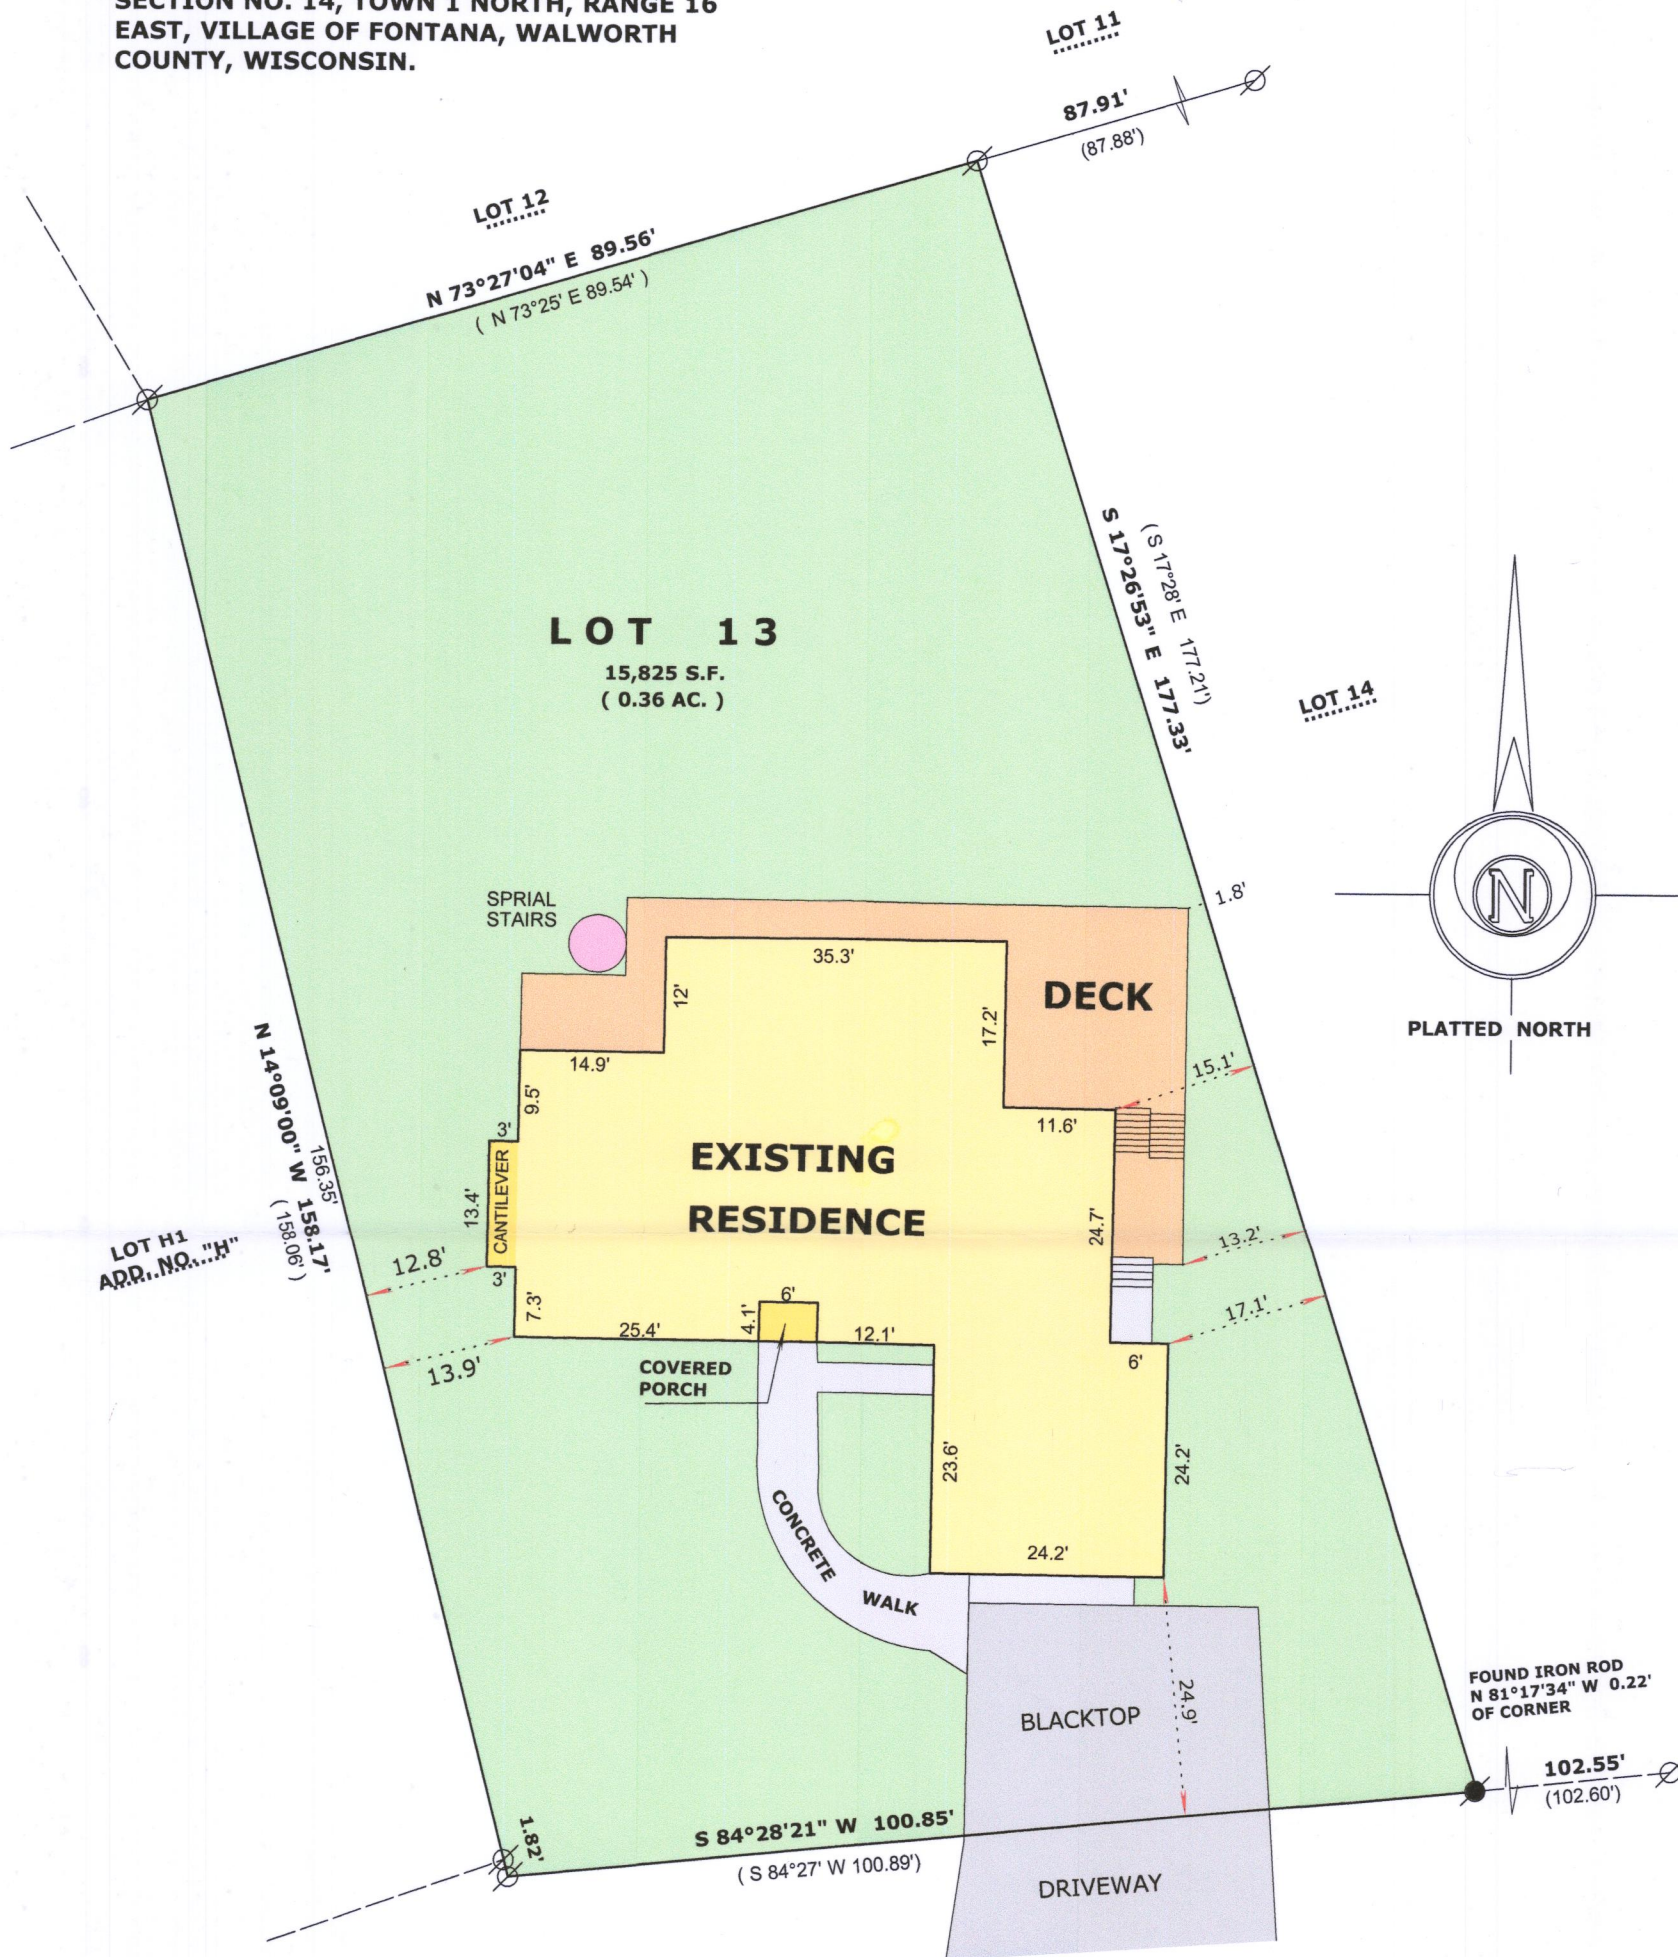 SECTION NO. 14, TOWN 1 NORTH, RANGE 16
EAST, VILLAGE OF FONTANA, WALWORTH
COUNTY, WISCONSIN.
LOT 11
87.91'
(87.88')
LOT 12
N 73°27'04" E 89.56'
( N 73°25' E 89.54' )
LOT 13
15,825 S.F.
( 0.36 AC. )
( S 17°28' E 177.21')
S 17°26'53" E 177.33'
LOT 14
N
PLATTED NORTH
1.8'
SPRIAL
STAIRS
35.3'
12'
17.2'
DECK
14.9'
9.5'
3'
11.6'
15.1'
EXISTING
RESIDENCE
CANTILEVER
13.4'
24.7'
13.2'
N 14°09'00" W 158.17'
156.35'
( 158.06' )
LOT H1
ADD. NO. "H"
12.8'
3'
7.3'
6'
4.1'
25.4'
12.1'
17.1'
6'
13.9'
COVERED
PORCH
23.6'
24.2'
24.2'
CONCRETE
WALK
24.9'
BLACKTOP
FOUND IRON ROD
N 81°17'34" W 0.22'
OF CORNER
102.55'
(102.60')
1.82'
S 84°28'21" W 100.85'
( S 84°27' W 100.89')
DRIVEWAY